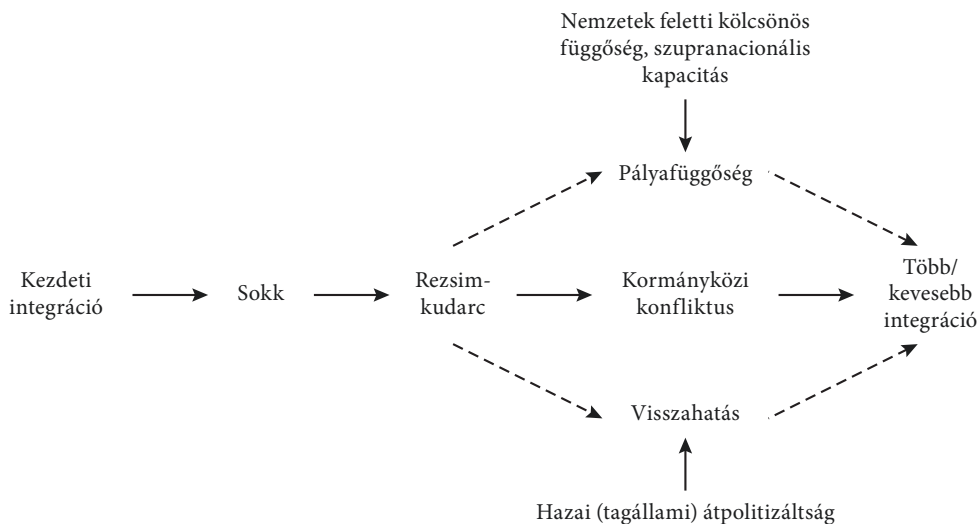 Nemzetek feletti kölcsönös
függőség, szupranacionális
kapacitás
Pályafüggőség
Kezdeti
integráció
Sokk
Rezsim-
kudarc
Kormányközi
konfliktus
Több/
kevesebb
integráció
Visszahatás
Hazai (tagállami) átpolitizáltság